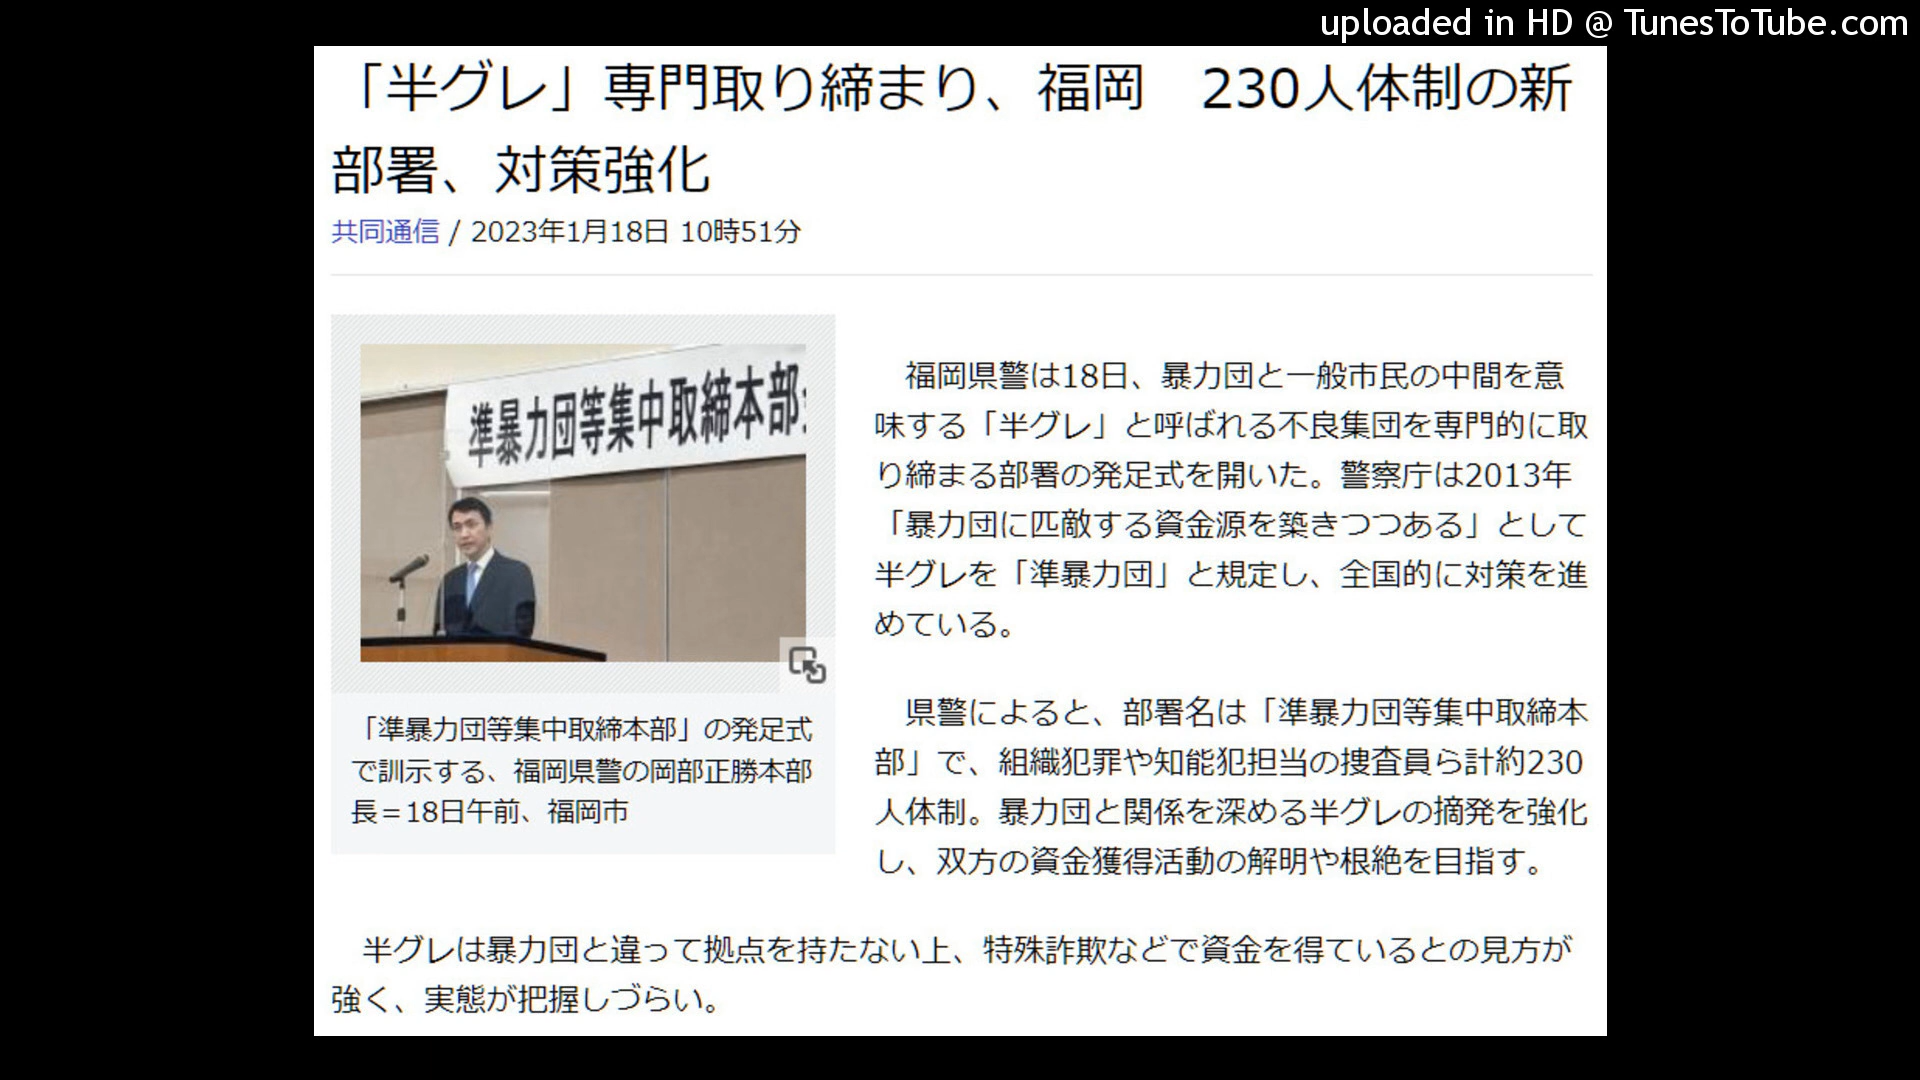 uploaded in HD @ TunesToTube.com
「半グレ」専門取り締まり、福岡　230人体制の新
部署、対策強化
共同通信 / 2023年1月18日 10時51分
準暴力団等集中取締本部
「準暴力団等集中取締本部」の発足式
で訓示する、福岡県警の岡部正勝本部
長＝18日午前、福岡市
福岡県警は18日、暴力団と一般市民の中間を意
味する「半グレ」と呼ばれる不良集団を専門的に取
り締まる部署の発足式を開いた。警察庁は2013年
「暴力団に匹敵する資金源を築きつつある」として
半グレを「準暴力団」と規定し、全国的に対策を進
めている。
県警によると、部署名は「準暴力団等集中取締本
部」で、組織犯罪や知能犯担当の捜査員ら計約230
人体制。暴力団と関係を深める半グレの摘発を強化
し、双方の資金獲得活動の解明や根絶を目指す。
半グレは暴力団と違って拠点を持たない上、特殊詐欺などで資金を得ているとの見方が
強く、実態が把握しづらい。